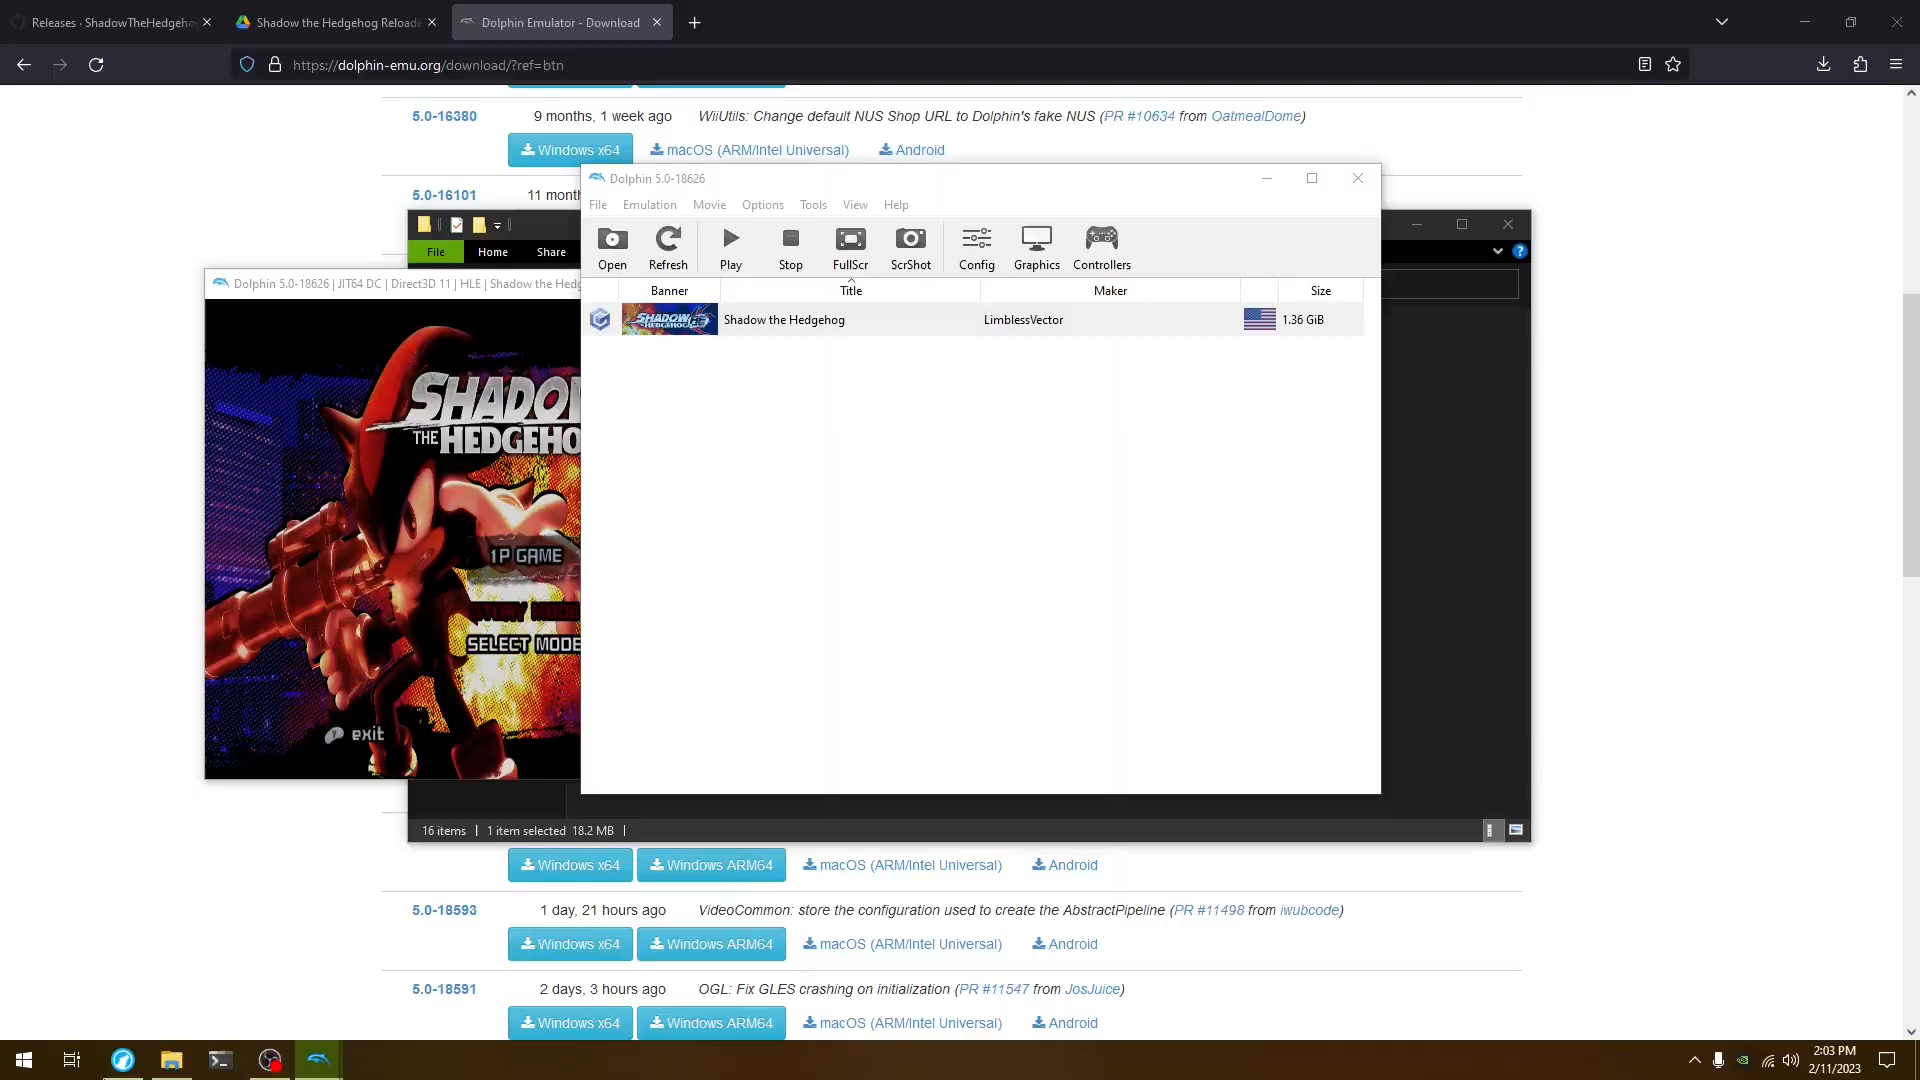 Releases · ShadowTheHedgeho
Shadow the Hedgehog Reloade
Dolphin Emulator - Download
https://dolphin-emu.org/download/?ref=btn
5.0-16380
9 months, 1 week ago
WiiUtils: Change default NUS Shop URL to Dolphin's fake NUS (PR #10634 from OatmealDome)
Windows x64
macOS (ARM/Intel Universal)
Android
5.0-16101
11 mont
Dolphin 5.0-18626
File
Emulation
Movie
Options
Tools
View
Help
Open
Refresh
Play
Stop
FullScr
ScrShot
Config
Graphics
Controllers
Banner
Title
Maker
Size
SHADOW
Shadow the Hedgehog
LimblessVector
1.36 GiB
File
Home
Share
Dolphin 5.0-18626 | JIT64 DC | Direct3D 11 | HLE | Shadow the Hedg
SHADO
THE HEDGEHO
1P GAME
SELECT MODE
exit
16 items
1 item selected 18.2 MB
Windows x64
Windows ARM64
macOS (ARM/Intel Universal)
Android
5.0-18593
1 day, 21 hours ago
VideoCommon: store the configuration used to create the AbstractPipeline (PR #11498 from iwubcode)
Windows x64
Windows ARM64
macOS (ARM/Intel Universal)
Android
5.0-18591
2 days, 3 hours ago
OGL: Fix GLES crashing on initialization (PR #11547 from JosJuice)
Windows x64
Windows ARM64
macOS (ARM/Intel Universal)
Android
2:03 PM
2/11/2023